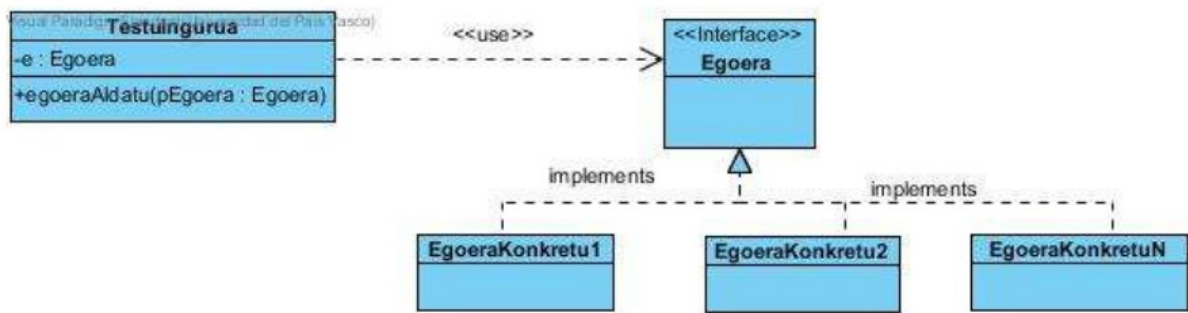 Testuingurua
-e : Egoera
+egoeraAldatu(pEgoera : Egoera)
<<use>>
<<Interface>>
Egoera
implements
implements
EgoeraKonkretu1
EgoeraKonkretu2
EgoeraKonkretuN